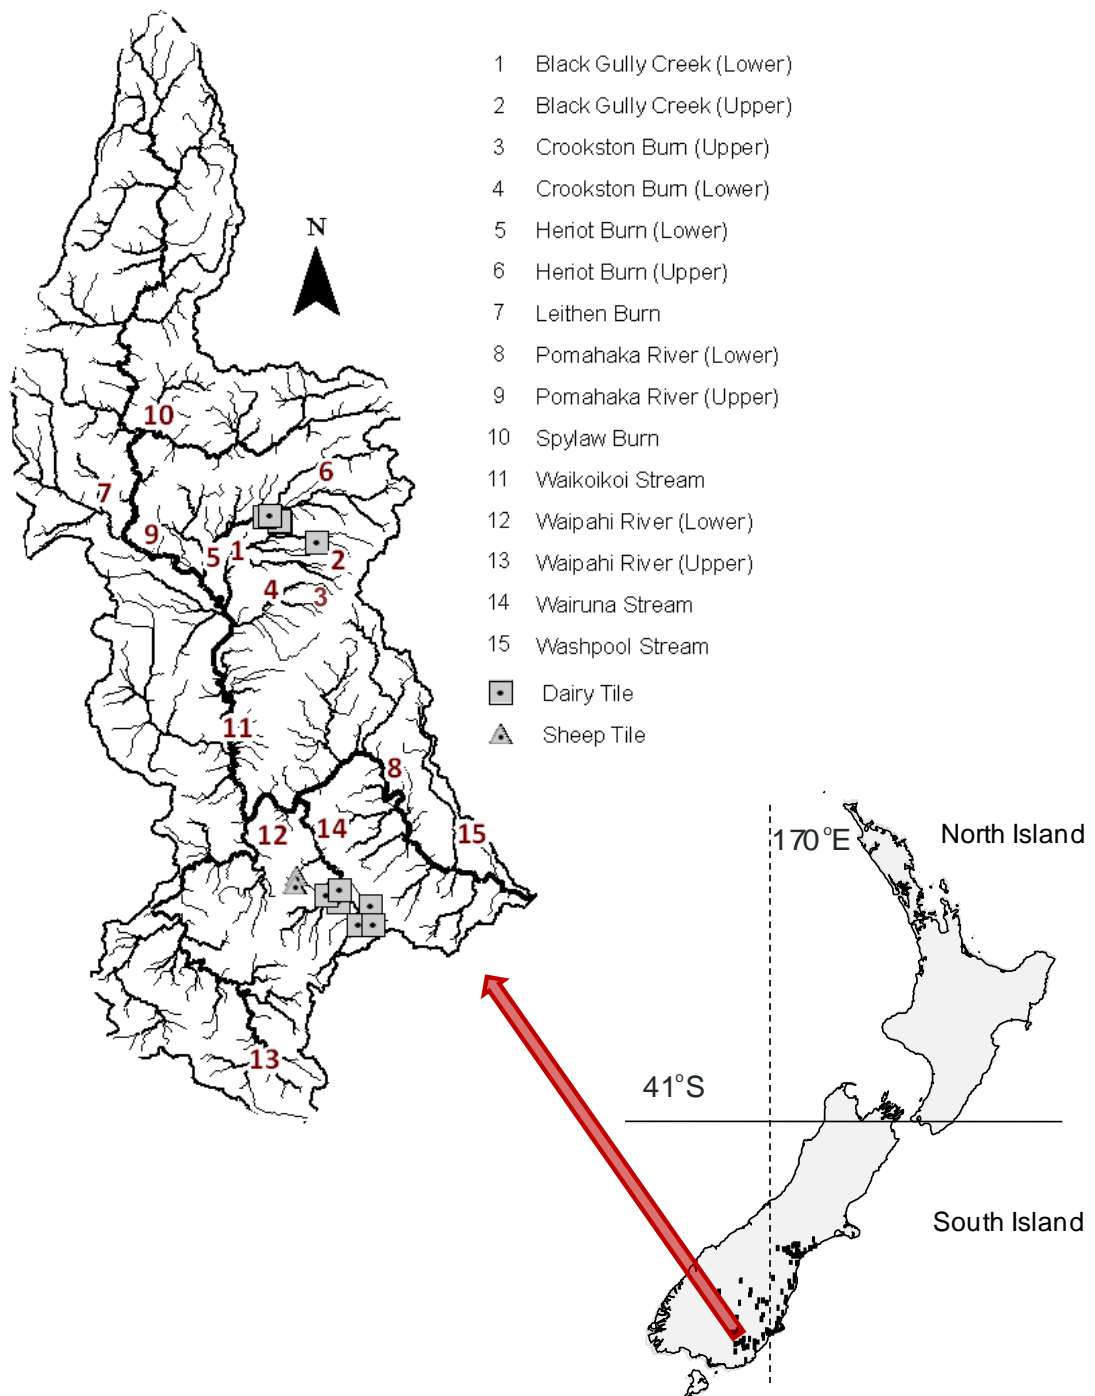 1 Black Gully Creek (Lower)
2 Black Gully Creek (Upper)
3 Crookston Burn (Upper)
4 Crookston Burn (Lower)
5 Heriot Burn (Lower)
6 Heriot Burn (Upper)
7 Leithen Burn
8 Pomahaka River (Lower)
9 Pomahaka River (Upper)
10 Spylaw Burn
11 Waikoikoi Stream
12 Waipahi River (Lower)
13 Waipahi River (Upper)
14 Wairuna Stream
15 Washpool Stream
Dairy Tile
Sheep Tile
N
10
6
7
9
5
1
2
4
3
11
8
12
14
15
13
170°E
North Island
41°S
South Island